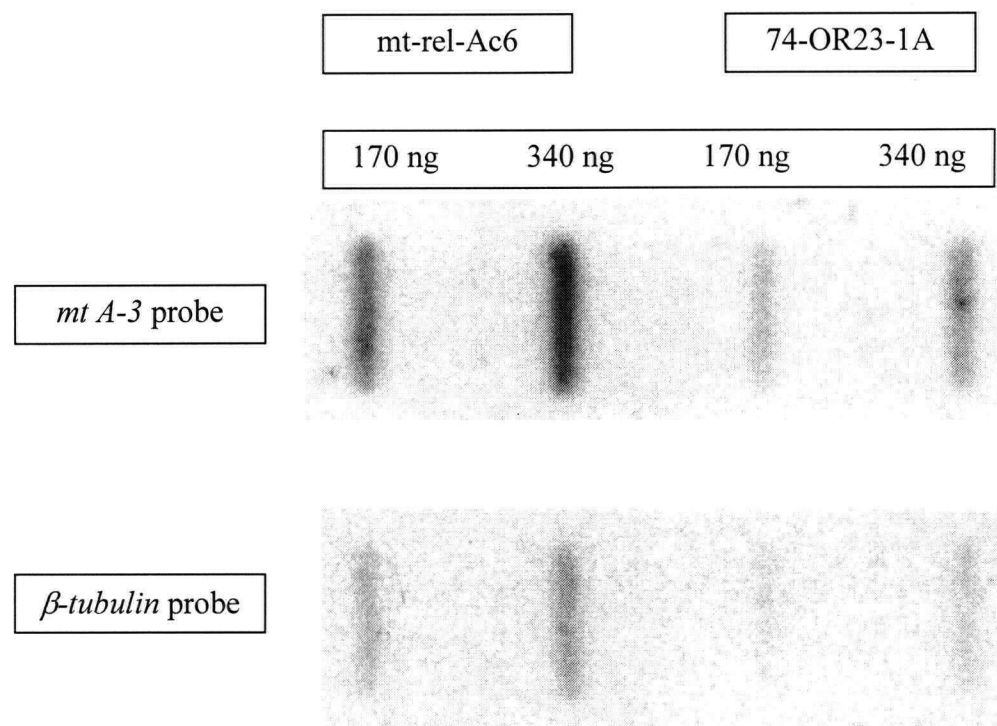 mt-rel-Ac6 74-OR23-1A
170 ng 340 ng 170 ng 340 ng
mt A-3 probe
β-tubulin probe